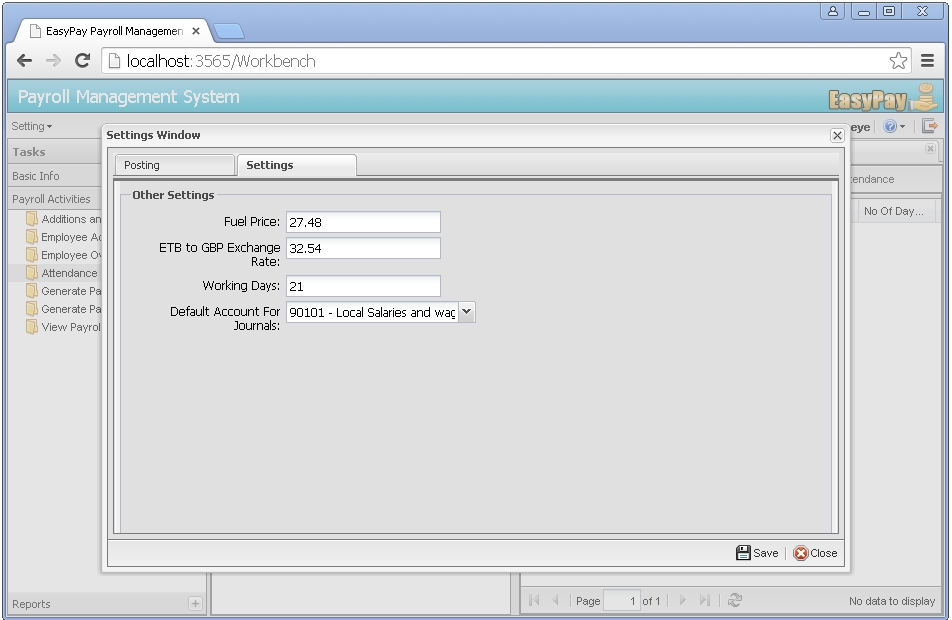 EasyPay Payroll Managemen
localhost:3565/Workbench
Payroll Management System
EasyPay
Setting
eye
Settings Window
Tasks
Posting
Settings
Basic Info
endance
Other Settings
Payroll Activities
No Of Day...
Additions an
Fuel Price: 27.48
Employee Ad
ETB to GBP Exchange
Rate: 32.54
Employee Ov
Attendance
Working Days: 21
Generate Pa
Default Account For
Journals: 90101 - Local Salaries and wag
Generate Pa
View Payrol
Save
Close
Reports
Page 1 of 1
No data to display